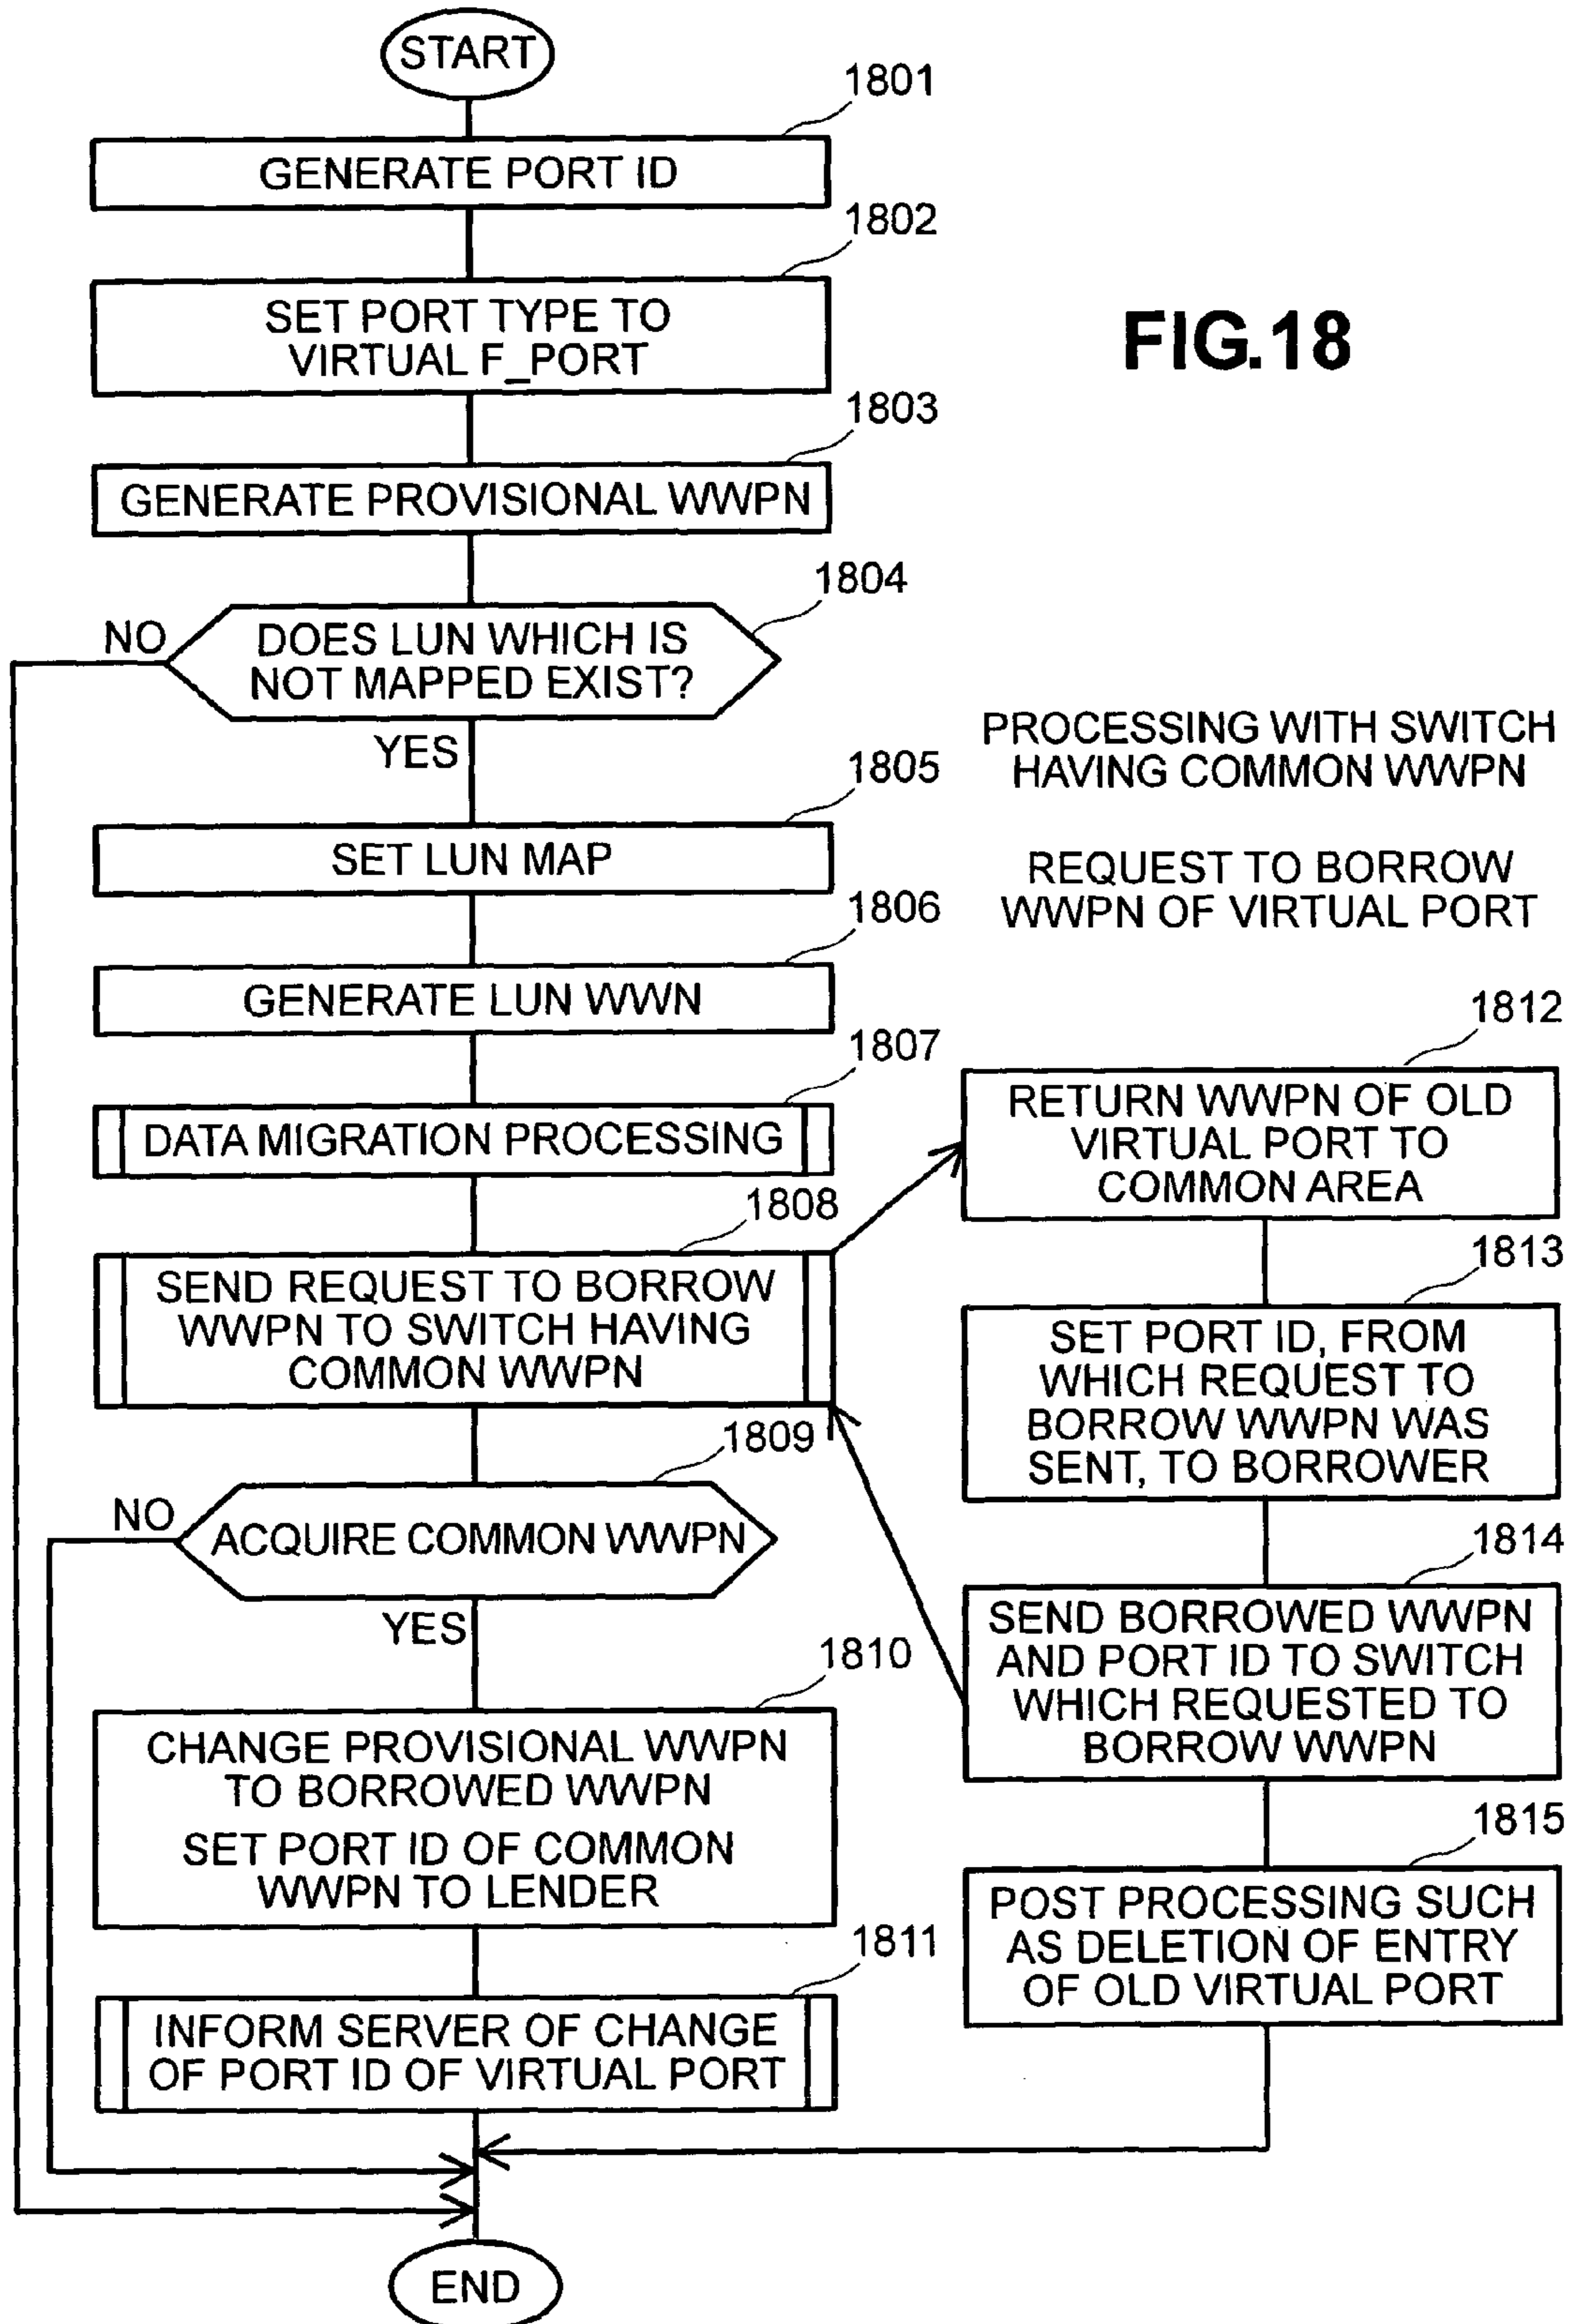 START
1801
GENERATE PORT ID
1802
SET PORT TYPE TO
VIRTUAL F_PORT
FIG.18
1803
GENERATE PROVISIONAL WWPN
1804
NO
DOES LUN WHICH IS
NOT MAPPED EXIST?
YES
PROCESSING WITH SWITCH
HAVING COMMON WWPN
1805
SET LUN MAP
REQUEST TO BORROW
WWPN OF VIRTUAL PORT
1806
GENERATE LUN WWN
1807
DATA MIGRATION PROCESSING
1812
RETURN WWPN OF OLD
VIRTUAL PORT TO
COMMON AREA
1808
SEND REQUEST TO BORROW
WWPN TO SWITCH HAVING
COMMON WWPN
1813
SET PORT ID, FROM
WHICH REQUEST TO
BORROW WWPN WAS
SENT, TO BORROWER
1809
NO
ACQUIRE COMMON WWPN
YES
1814
SEND BORROWED WWPN
AND PORT ID TO SWITCH
WHICH REQUESTED TO
BORROW WWPN
1810
CHANGE PROVISIONAL WWPN
TO BORROWED WWPN
SET PORT ID OF COMMON
WWPN TO LENDER
1815
POST PROCESSING SUCH
AS DELETION OF ENTRY
OF OLD VIRTUAL PORT
1811
INFORM SERVER OF CHANGE
OF PORT ID OF VIRTUAL PORT
END